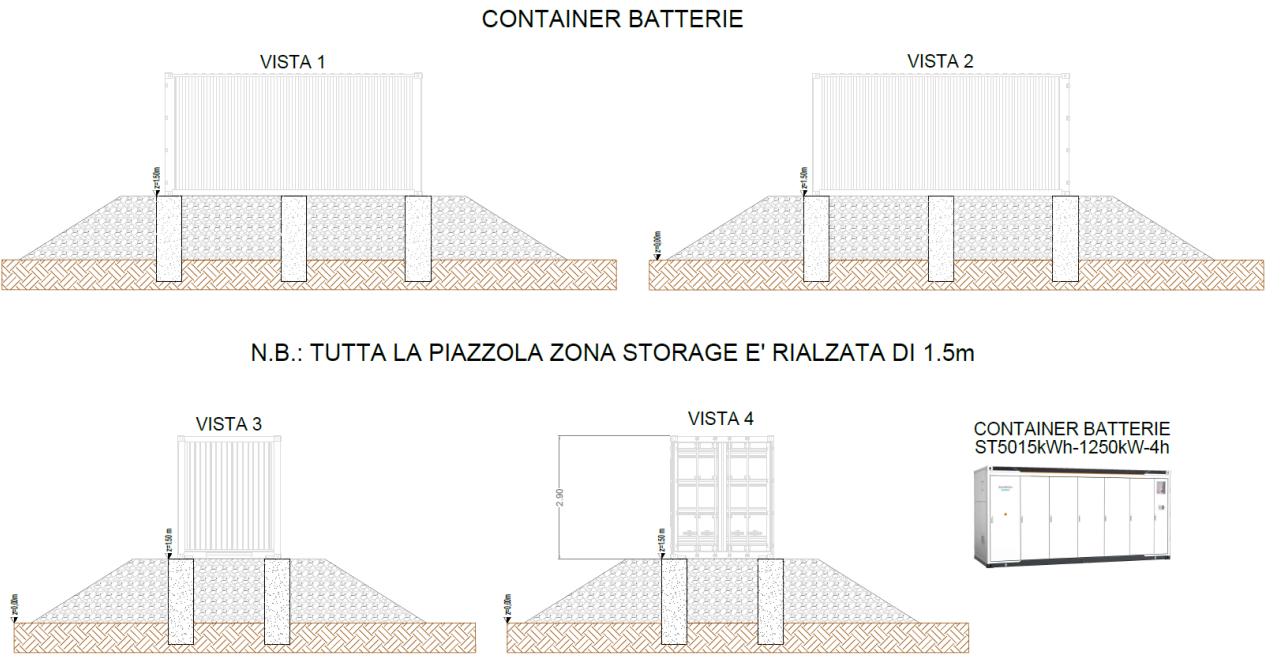 CONTAINER BATTERIE
VISTA 1
VISTA 2
z=1.50m
z=1.50m
z=0.00m
N.B.: TUTTA LA PIAZZOLA ZONA STORAGE E' RIALZATA DI 1.5m
VISTA 3
VISTA 4
CONTAINER BATTERIE
ST5015kWh-1250kW-4h
2.90
z=1.50 m
z=1.50 m
z=0.00m
z=0.00m